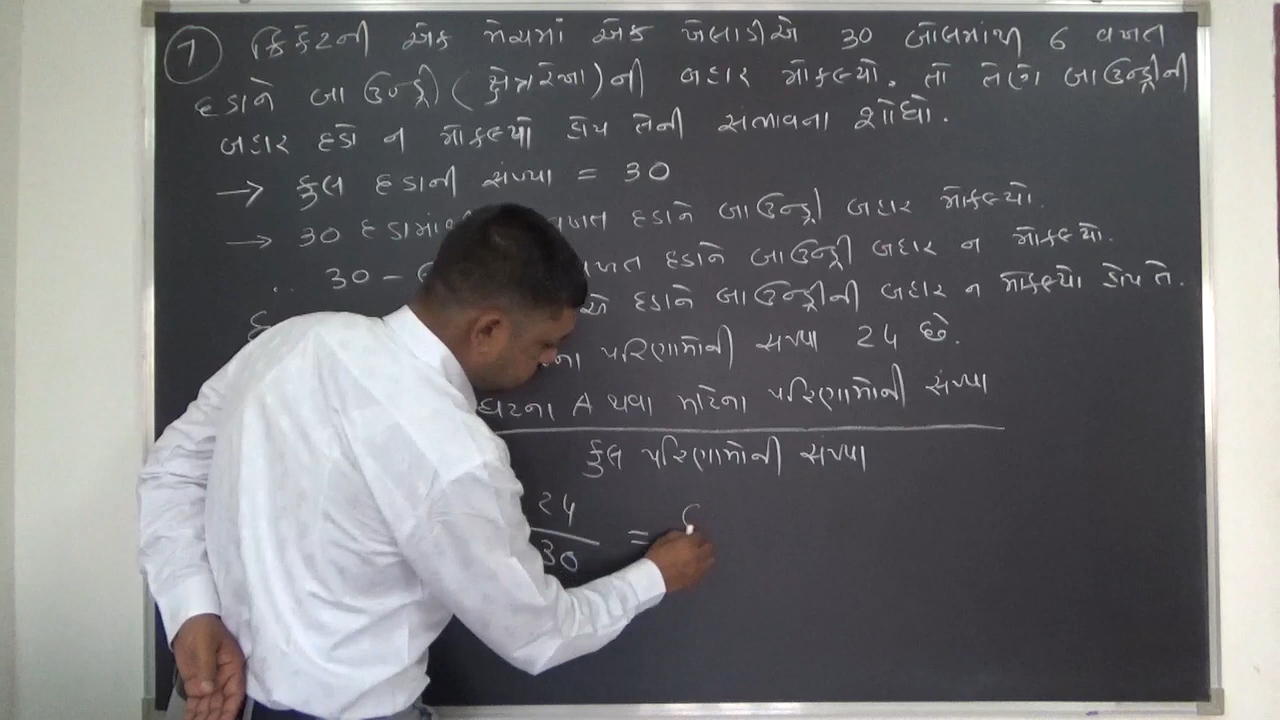 7 ક્રિકેટની એક મેચમાં એક ખેલાડીએ 30 બોલમાંથી 6 વખત
દડાને બાઉન્ડ્રી (ક્ષેત્રરેખા)ની બહાર મોકલ્યો. તો તેણે બાઉન્ડ્રીની
બહાર દડો ન મોકલ્યો હોય તેની સંભાવના શોધો.
→ કુલ દડાની સંખ્યા = 30
→ 30 દડામાંથી વખત દડાને બાઉન્ડ્રી બહાર મોકલ્યો.
∴ 30 - વખત દડાને બાઉન્ડ્રી બહાર ન મોકલ્યો.
એ દડાને બાઉન્ડ્રીની બહાર ન મોકલ્યો હોય તે.
પરિણામોની સંખ્યા 24 છે.
ઘટના A થવા માટેના પરિણામોની સંખ્યા
કુલ પરિણામોની સંખ્યા
24
30 =